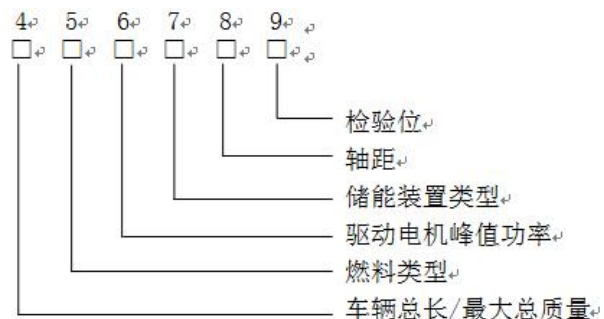 4 5 6 7 8 9
□ □ □ □ □ □
检验位
轴距
储能装置类型
驱动电机峰值功率
燃料类型
车辆总长/最大总质量